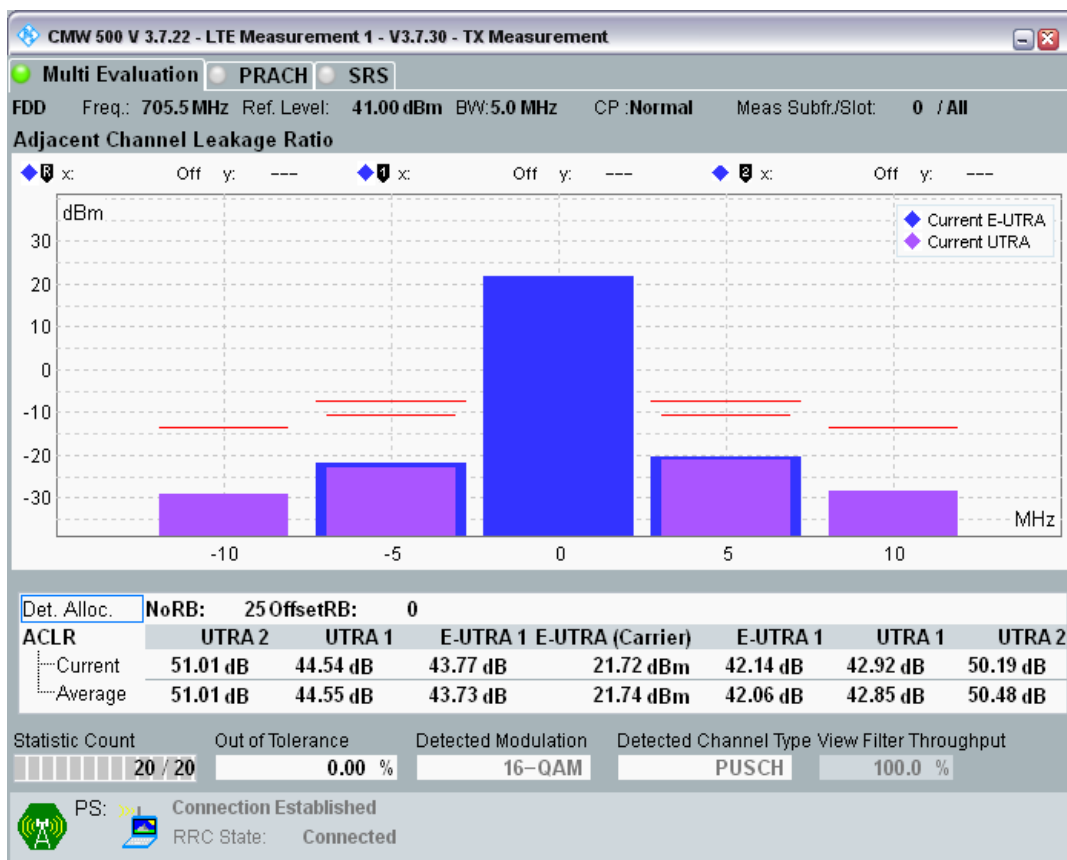 CMW 500 V 3.7.22 - LTE Measurement 1 - V3.7.30 - TX Measurement
Multi Evaluation PRACH SRS
FDD Freq.: 705.5 MHz Ref. Level: 41.00 dBm BW:5.0 MHz CP :Normal Meas Subfr./Slot: 0 / All
Adjacent Channel Leakage Ratio
R x: Off y: --- 1 x: Off y: --- 2 x: Off y: ---
dBm
Current E-UTRA
Current UTRA
30
20
10
0
-10
-20
-30
MHz
-10 -5 0 5 10
Det. Alloc. NoRB: 25 OffsetRB: 0
ACLR UTRA 2 UTRA 1 E-UTRA 1 E-UTRA (Carrier) E-UTRA 1 UTRA 1 UTRA 2
Current 51.01 dB 44.54 dB 43.77 dB 21.72 dBm 42.14 dB 42.92 dB 50.19 dB
Average 51.01 dB 44.55 dB 43.73 dB 21.74 dBm 42.06 dB 42.85 dB 50.48 dB
Statistic Count Out of Tolerance Detected Modulation Detected Channel Type View Filter Throughput
20 / 20 0.00 % 16-QAM PUSCH 100.0 %
PS: Connection Established
RRC State: Connected